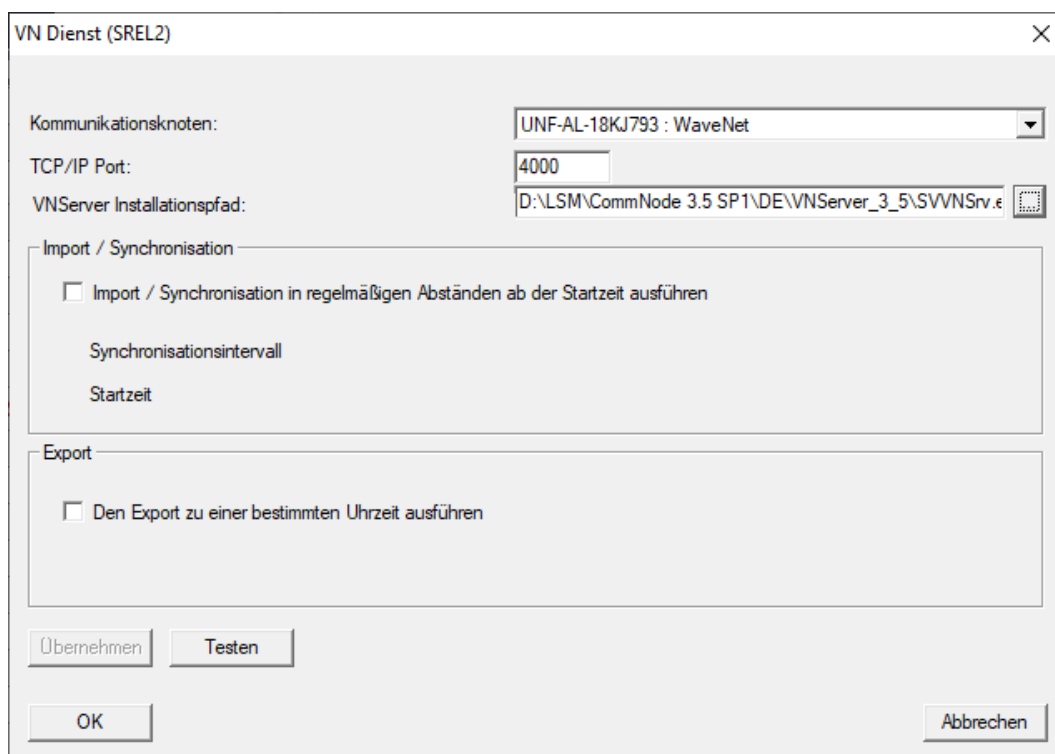 VN Dienst (SREL2)
Kommunikationsknoten:
UNF-AL-18KJ793 : WaveNet
TCP/IP Port:
4000
VNServer Installationspfad:
D:\LSM\CommNode 3.5 SP1\DE\VNServer_3_5\SVVNSrv.e
...
Import / Synchronisation
Import / Synchronisation in regelmäßigen Abständen ab der Startzeit ausführen
Synchronisationsintervall
Startzeit
Export
Den Export zu einer bestimmten Uhrzeit ausführen
Übernehmen
Testen
OK
Abbrechen